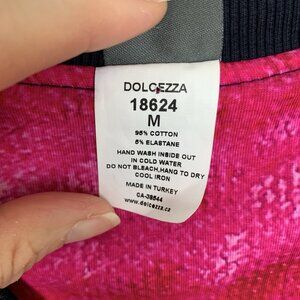 DOLCEZZA
18624
M
95% COTTON
5% ELASTANE
HAND WASH INSIDE OUT
IN COLD WATER
DO NOT BLEACH, HANG TO DRY
COOL IRON
MADE IN TURKEY
CA-39544
www.dolcezza.cz